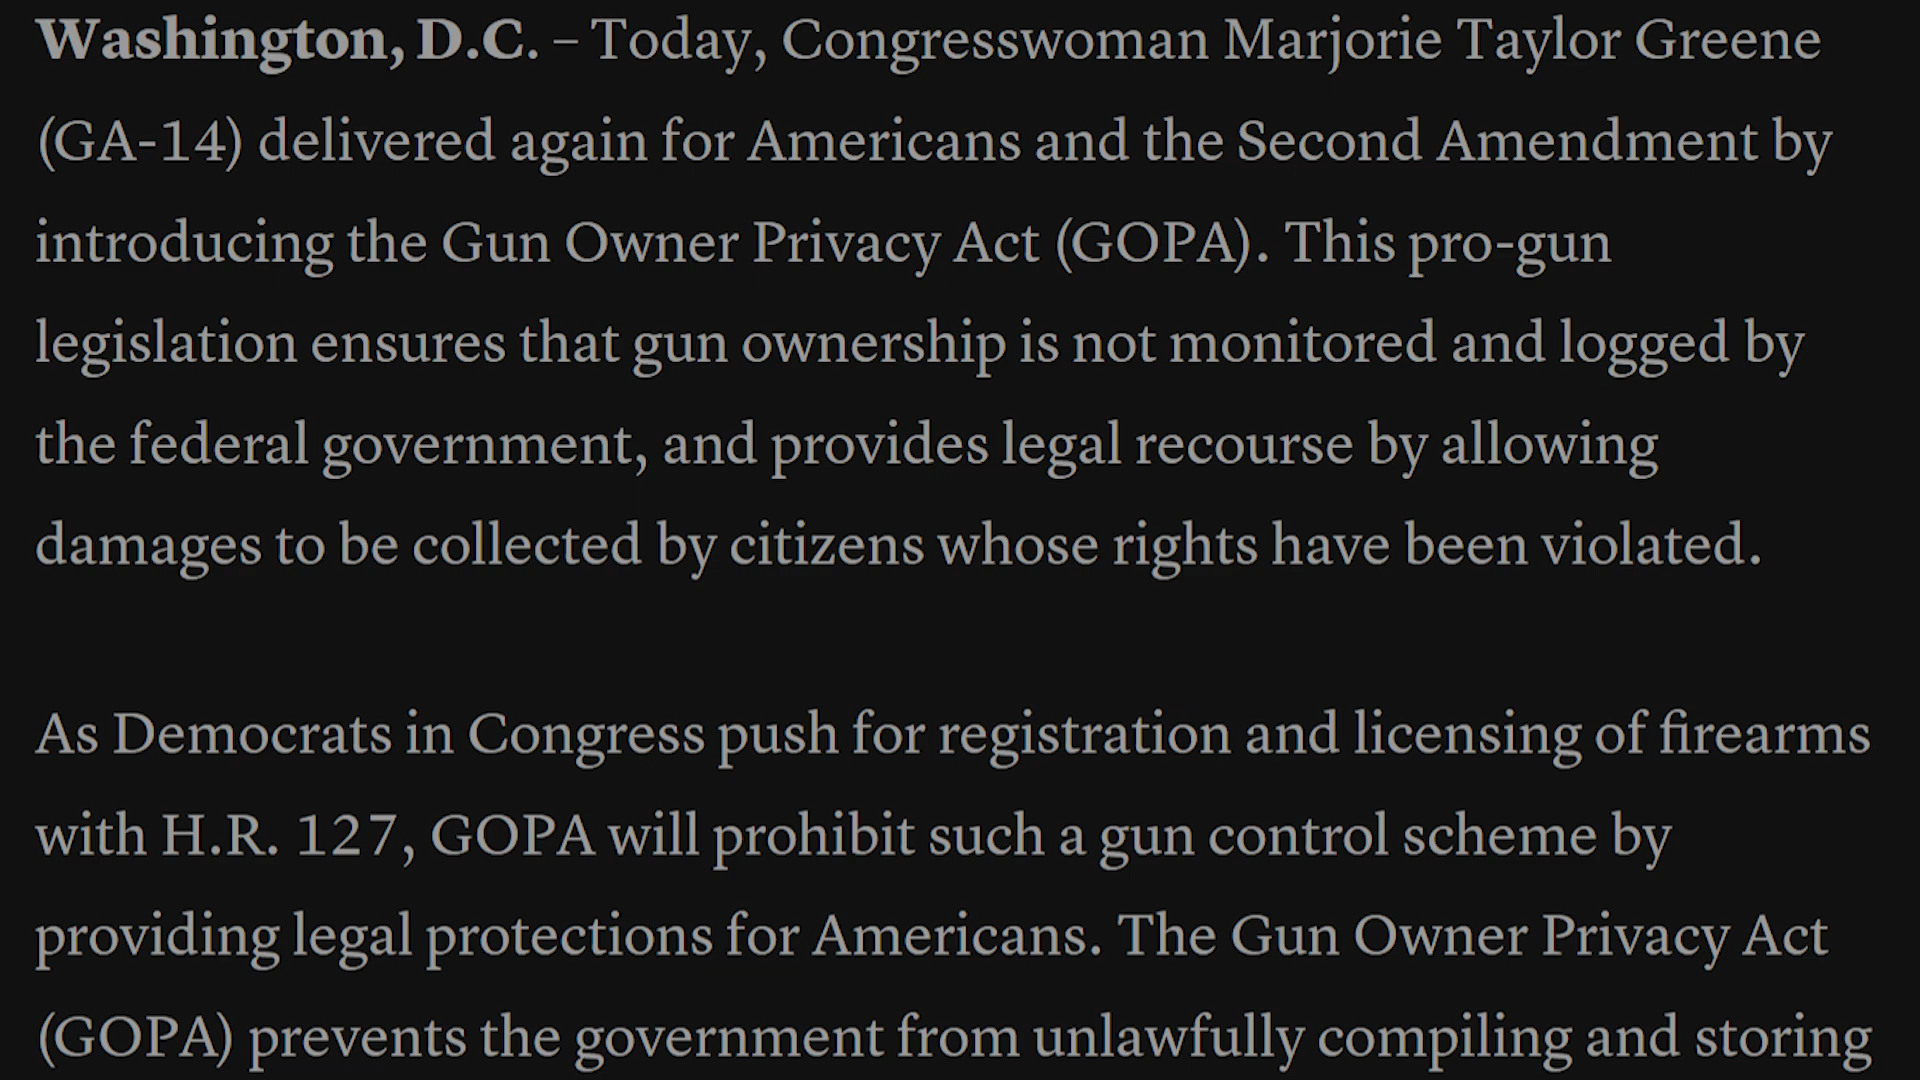 Washington, D.C. – Today, Congresswoman Marjorie Taylor Greene
(GA-14) delivered again for Americans and the Second Amendment by
introducing the Gun Owner Privacy Act (GOPA). This pro-gun
legislation ensures that gun ownership is not monitored and logged by
the federal government, and provides legal recourse by allowing
damages to be collected by citizens whose rights have been violated.
As Democrats in Congress push for registration and licensing of firearms
with H.R. 127, GOPA will prohibit such a gun control scheme by
providing legal protections for Americans. The Gun Owner Privacy Act
(GOPA) prevents the government from unlawfully compiling and storing